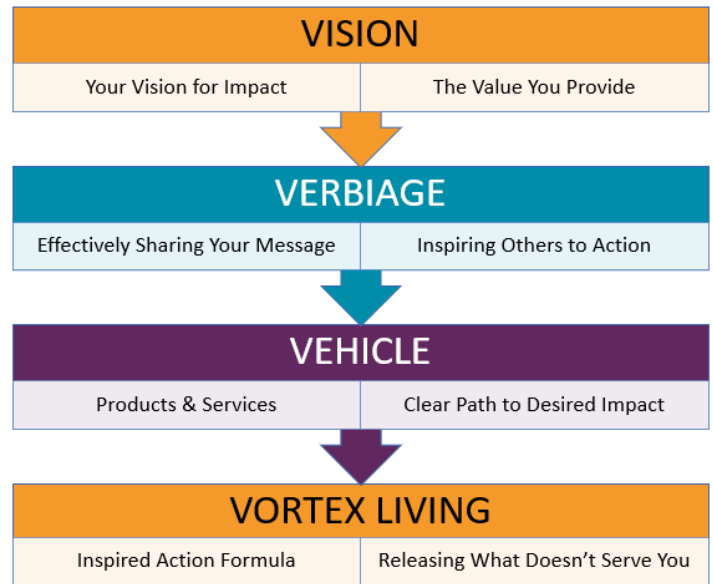 VISION
Your Vision for Impact
The Value You Provide
VERBIAGE
Effectively Sharing Your Message
Inspiring Others to Action
VEHICLE
Products & Services
Clear Path to Desired Impact
VORTEX LIVING
Inspired Action Formula
Releasing What Doesn’t Serve You